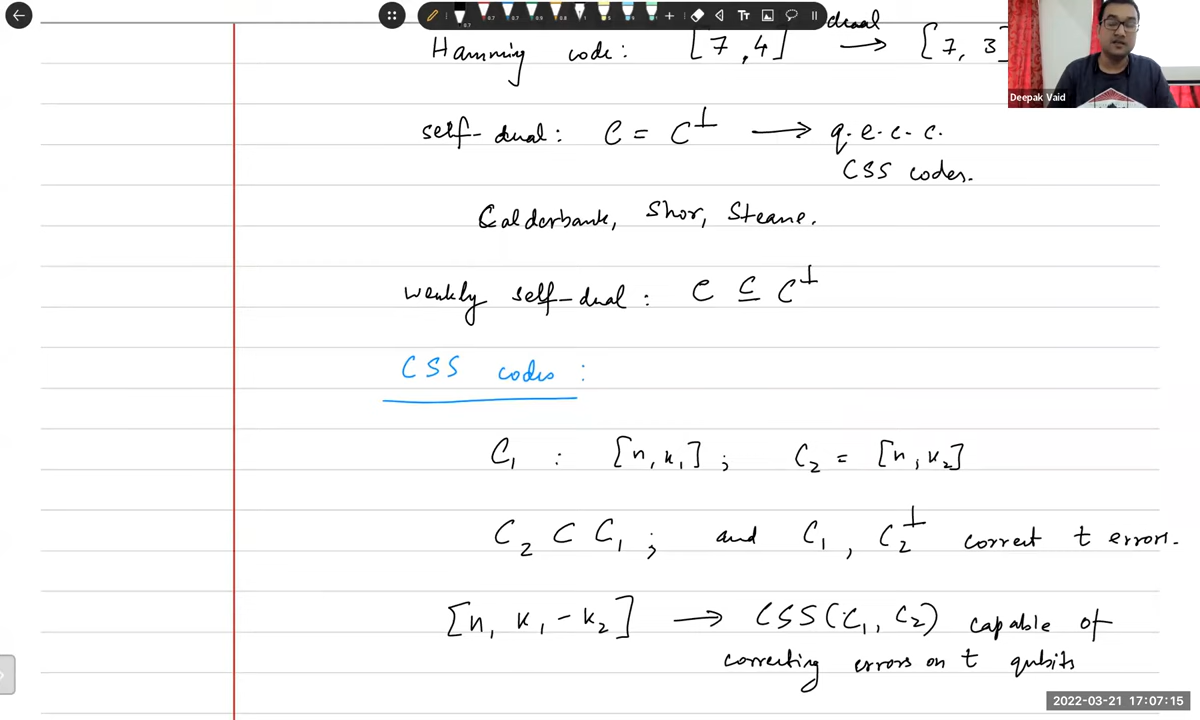 dual
Hamming code : [7,4] ⟶ [7, 3]
Deepak Vaid
self-dual : C = C⊥ ⟶ q.e.c.c.
CSS codes.
Calderbank, Shor, Steane.
weakly self-dual : C ⊆ C⊥
CSS codes :
C₁ : [n, k₁] ; C₂ = [n, k₂]
C₂ ⊂ C₁ ; and C₁, C₂⊥ correct t errors.
[n, k₁ - k₂] ⟶ CSS(C₁, C₂) capable of
correcting errors on t qubits
2022-03-21 17:07:15